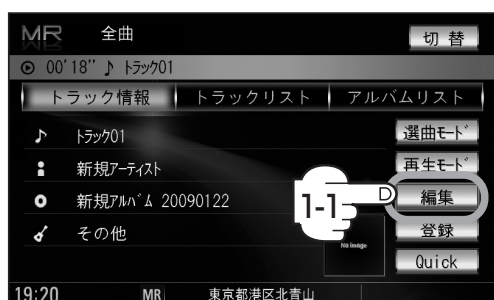 MR 全曲 切替
00'18'' ♪ トラック01
トラック情報 トラックリスト アルバムリスト
♪ トラック01 選曲モード
新規アーティスト 再生モード
新規アルバム 20090122 1-1 編集
その他 登録
No Image
Quick
19:20 MR 東京都港区北青山